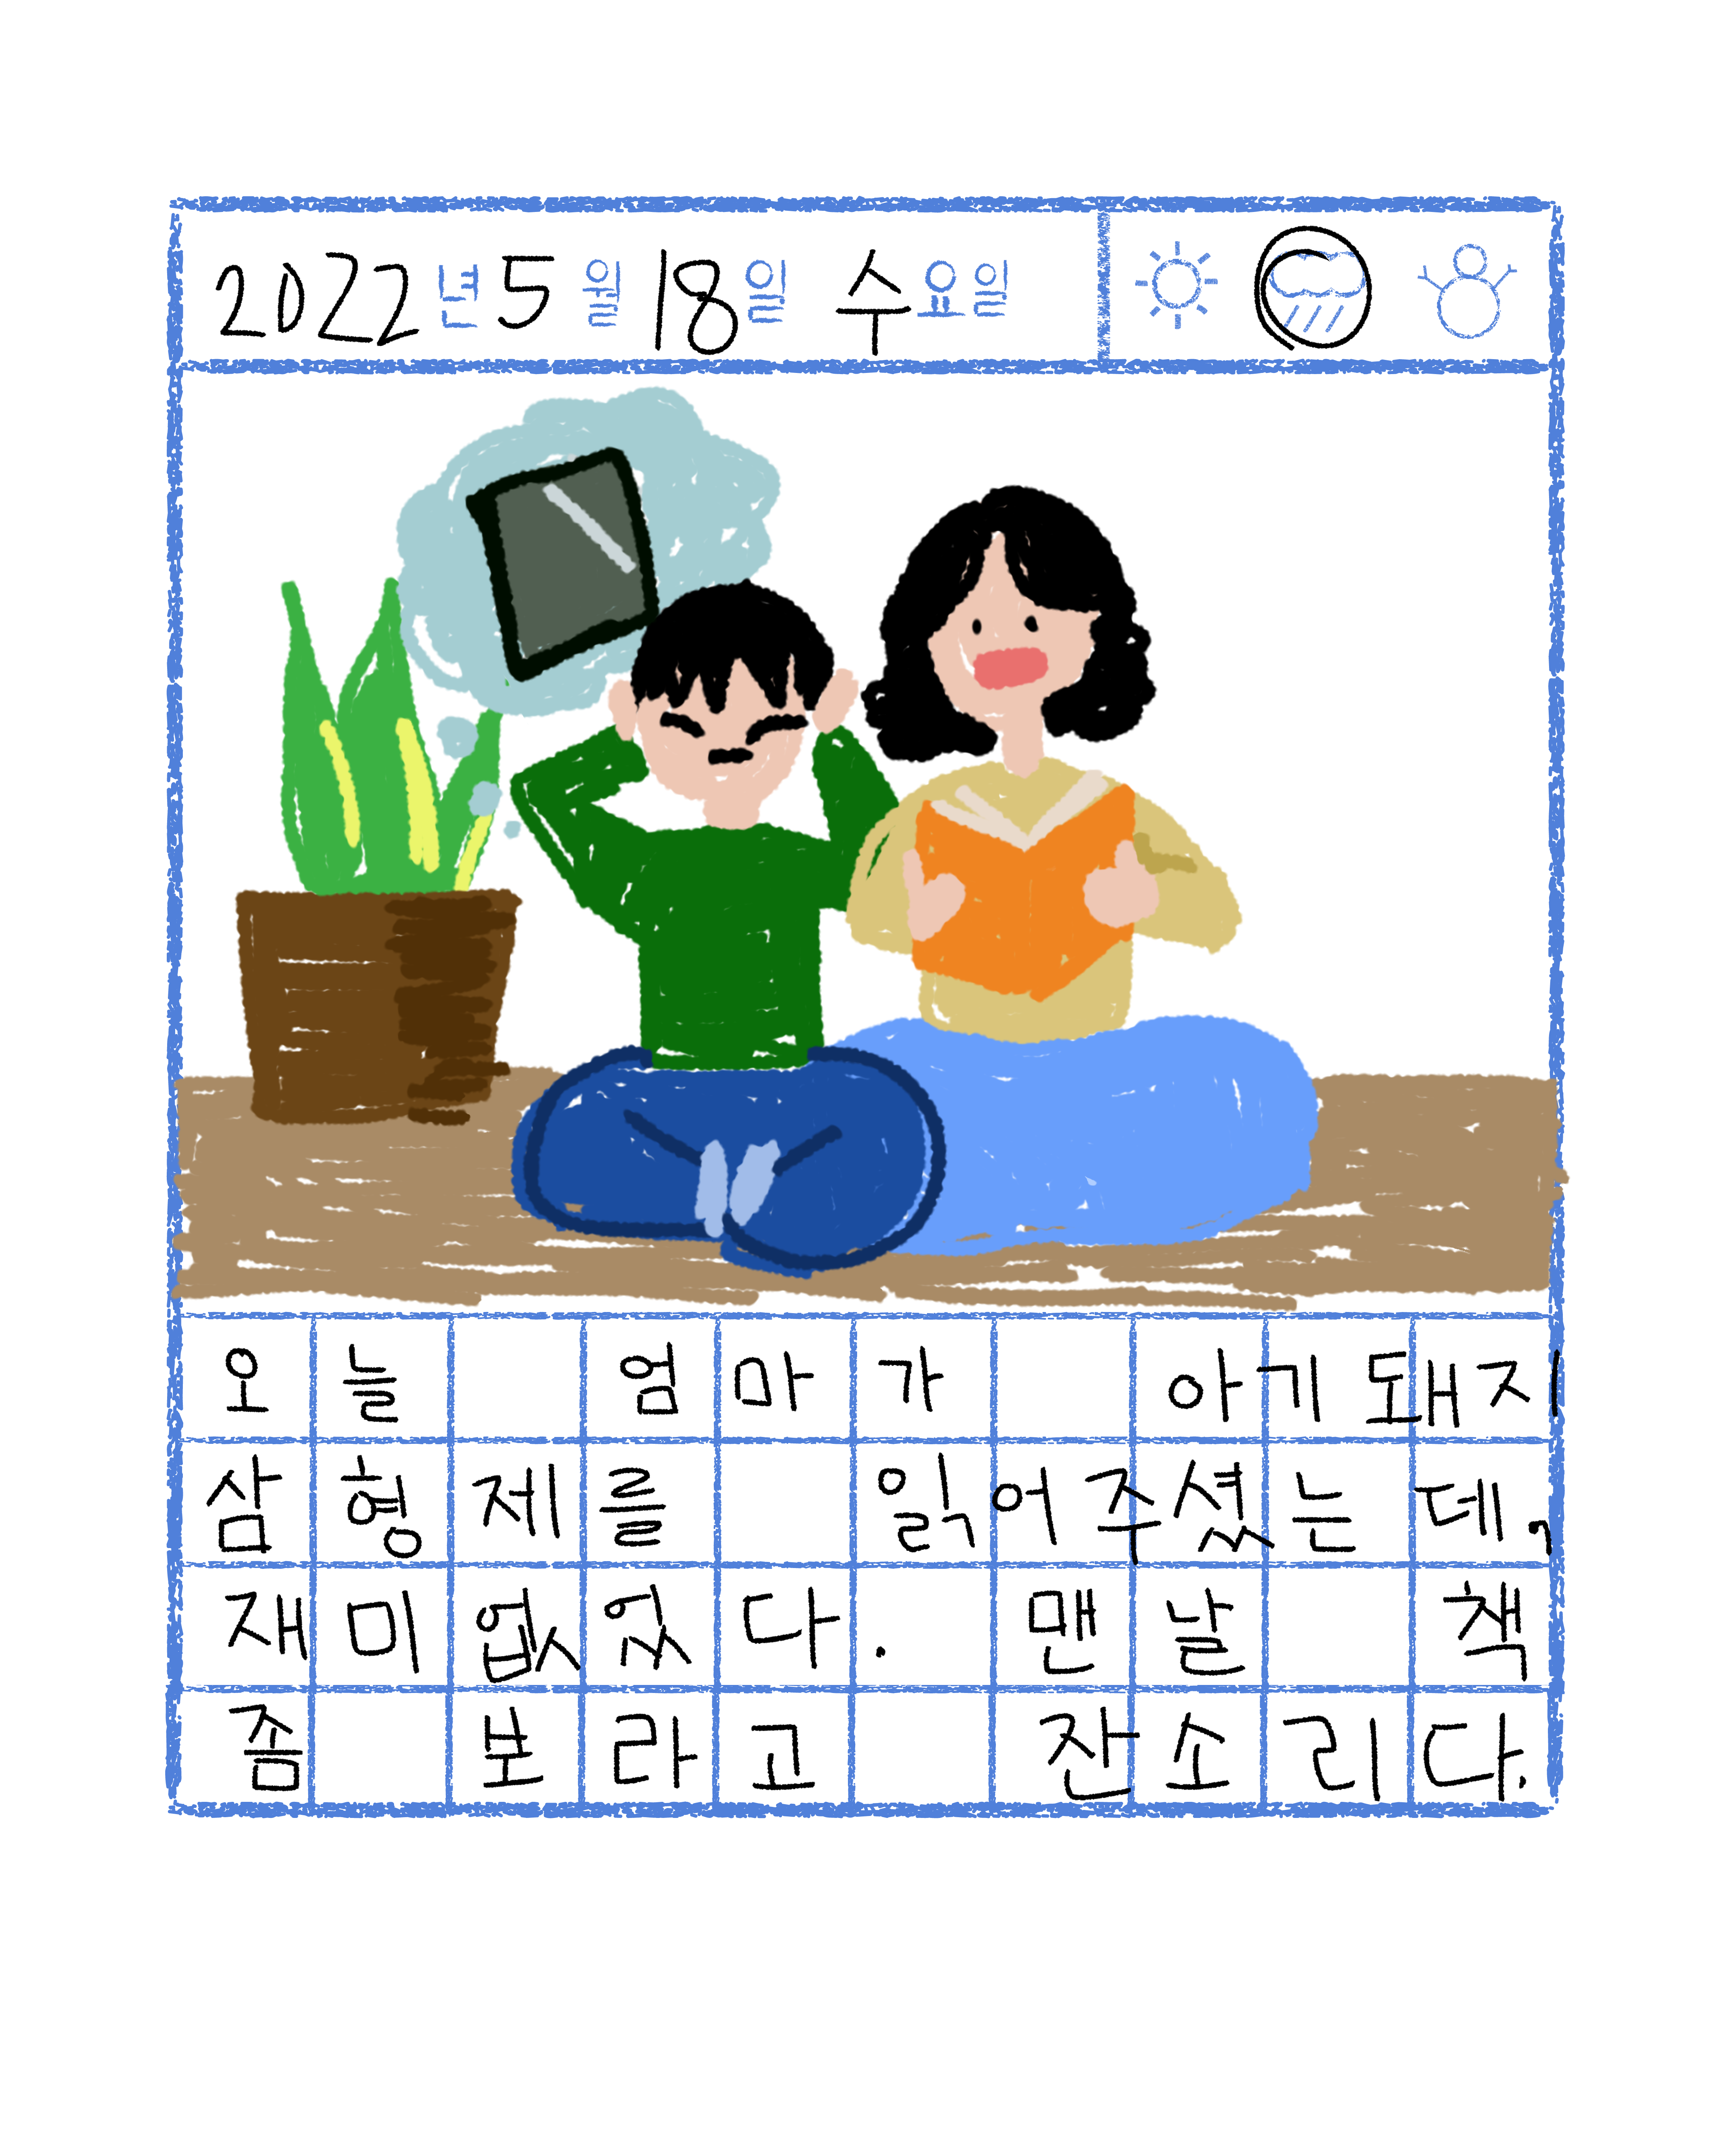 2022년 5월 18일 수요일
오늘 엄마가 아기돼지
삼형제를 읽어주셨는데,
재미없었다. 맨날 책
좀 보라고 잔소리다.